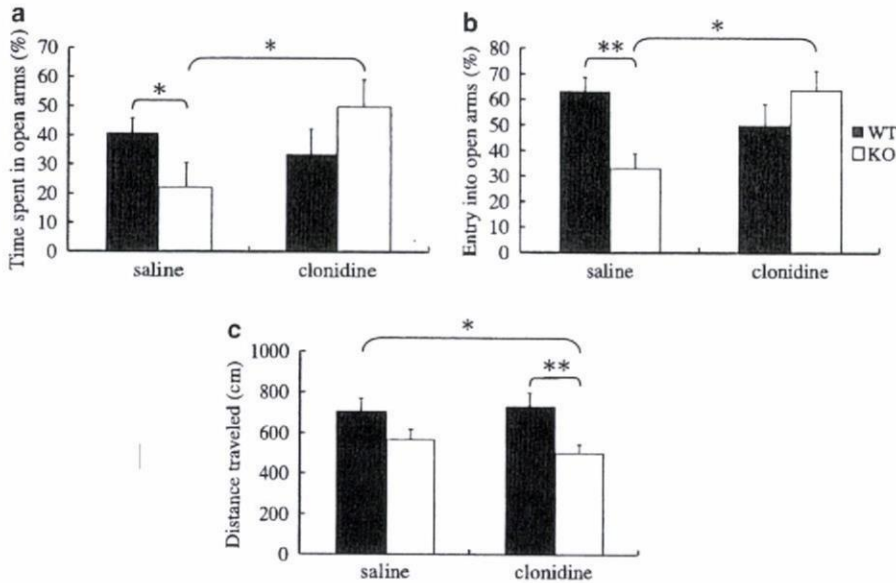 a
Time spent in open arms (%)
70
60
50
40
30
20
10
0
*
*
saline
clonidine
b
Entry into open arms (%)
80
70
60
50
40
30
20
10
0
**
*
saline
clonidine
WT
KO
c
Distance traveled (cm)
1000
800
600
400
200
0
*
**
saline
clonidine